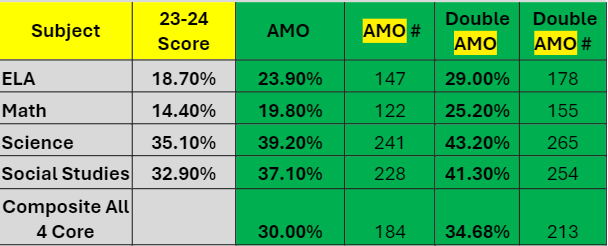 Subject 23-24 Score AMO AMO # Double AMO Double AMO #
ELA 18.70% 23.90% 147 29.00% 178
Math 14.40% 19.80% 122 25.20% 155
Science 35.10% 39.20% 241 43.20% 265
Social Studies 32.90% 37.10% 228 41.30% 254
Composite All 4 Core 30.00% 184 34.68% 213